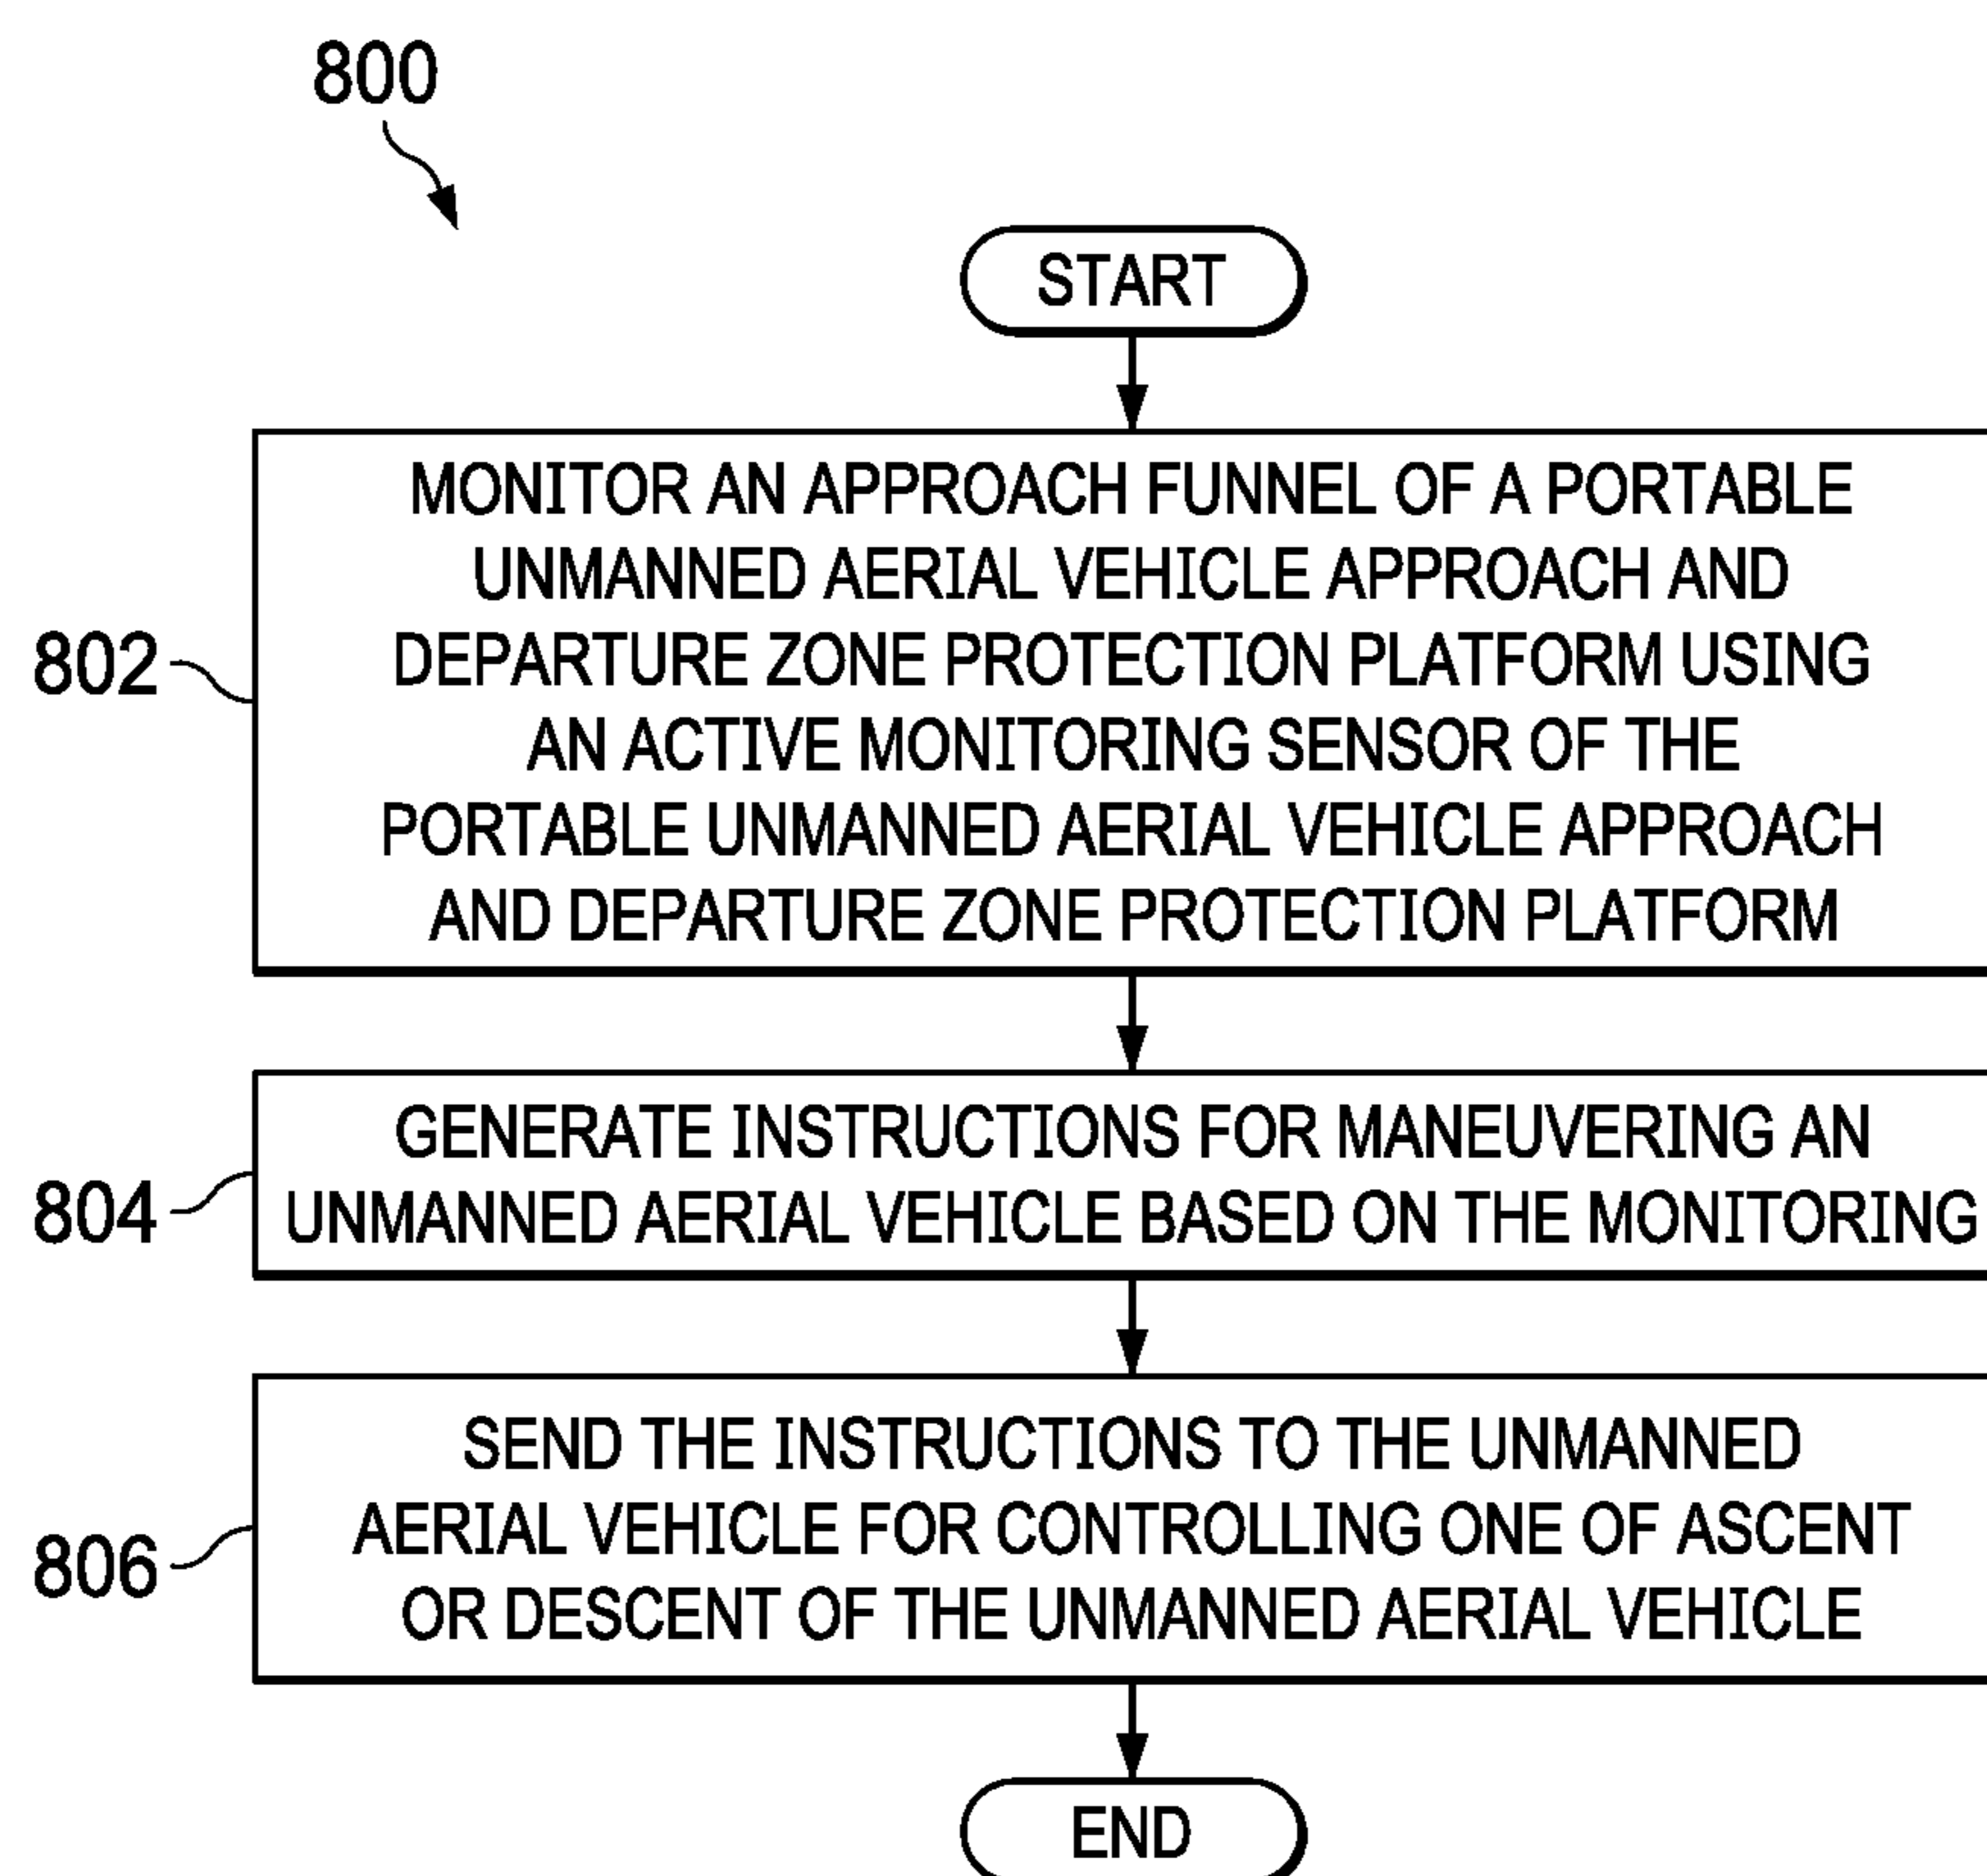 800
START
MONITOR AN APPROACH FUNNEL OF A PORTABLE
UNMANNED AERIAL VEHICLE APPROACH AND
DEPARTURE ZONE PROTECTION PLATFORM USING
AN ACTIVE MONITORING SENSOR OF THE
PORTABLE UNMANNED AERIAL VEHICLE APPROACH
AND DEPARTURE ZONE PROTECTION PLATFORM
802
GENERATE INSTRUCTIONS FOR MANEUVERING AN
UNMANNED AERIAL VEHICLE BASED ON THE MONITORING
804
SEND THE INSTRUCTIONS TO THE UNMANNED
AERIAL VEHICLE FOR CONTROLLING ONE OF ASCENT
OR DESCENT OF THE UNMANNED AERIAL VEHICLE
806
END